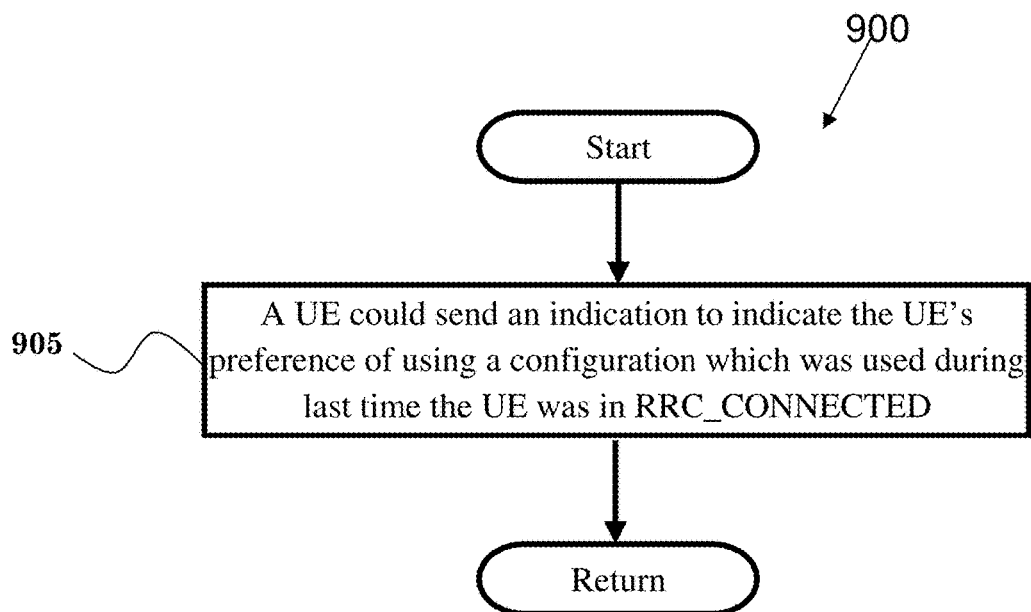 900
Start
905
A UE could send an indication to indicate the UE's
preference of using a configuration which was used during
last time the UE was in RRC_CONNECTED
Return